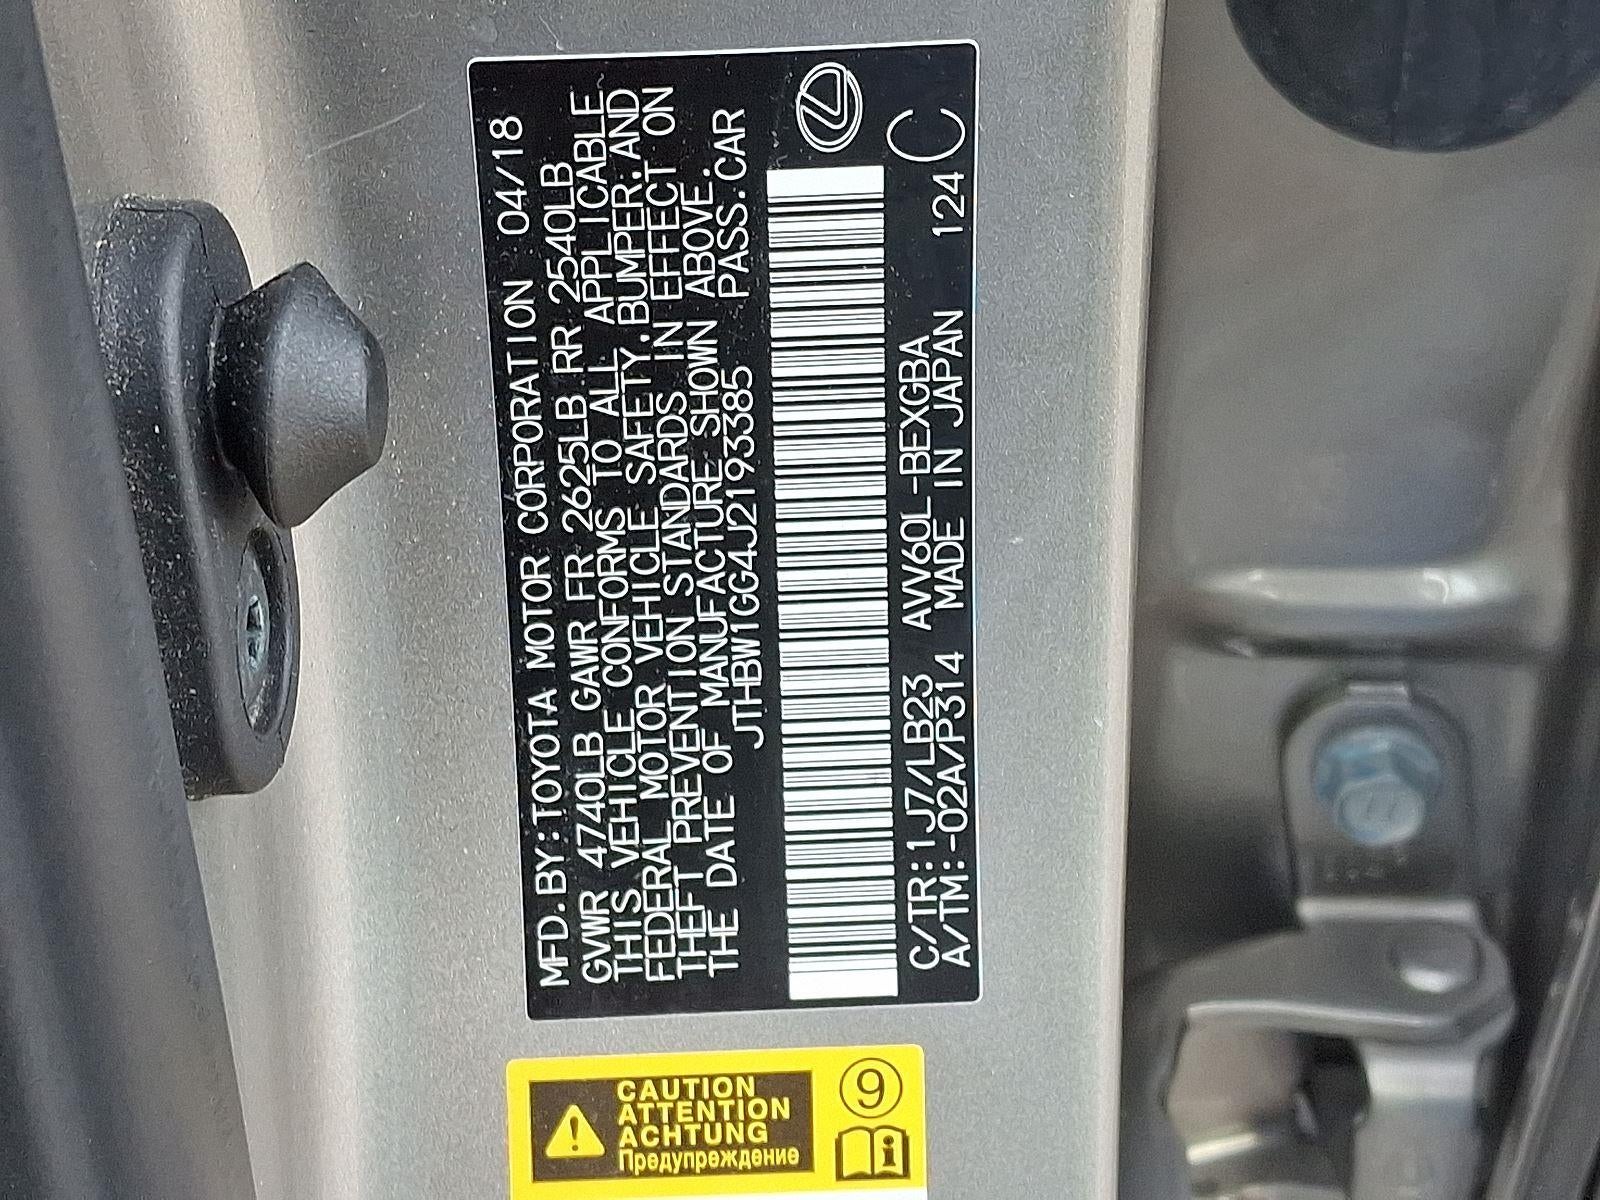 MFD.BY:TOYOTA MOTOR CORPORATION 04/18
GVWR 4740LB GAWR FR 2625LB RR 2540LB
THIS VEHICLE CONFORMS TO ALL APPLICABLE
FEDERAL MOTOR VEHICLE SAFETY,BUMPER,AND
THEFT PREVENTION STANDARDS IN EFFECT ON
THE DATE OF MANUFACTURE SHOWN ABOVE.
JTHBW1GG4J2193385 PASS.CAR
C/TR:1J7/LB23 AVV60L-BEXGBA
A/TM:-02A/P314 MADE IN JAPAN 124 C
CAUTION
ATTENTION
ACHTUNG
Предупреждение
9
i